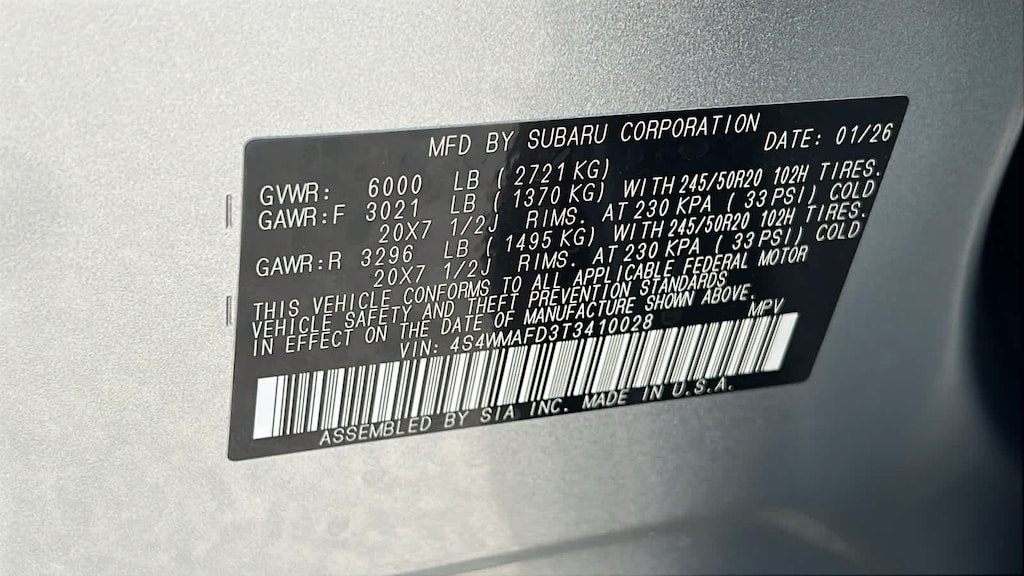 MFD BY SUBARU CORPORATION DATE: 01/26
GVWR: 6000 LB ( 2721 KG)
GAWR:F 3021 LB ( 1370 KG) WITH 245/50R20 102H TIRES.
20X7 1/2J RIMS. AT 230 KPA ( 33 PSI) COLD
GAWR:R 3296 LB ( 1495 KG) WITH 245/50R20 102H TIRES.
20X7 1/2J RIMS. AT 230 KPA ( 33 PSI) COLD
THIS VEHICLE CONFORMS TO ALL APPLICABLE FEDERAL MOTOR
VEHICLE SAFETY AND THEFT PREVENTION STANDARDS
IN EFFECT ON THE DATE OF MANUFACTURE SHOWN ABOVE.
VIN: 4S4WMAFD3T3410028 MPV
ASSEMBLED BY SIA INC. MADE IN U.S.A.